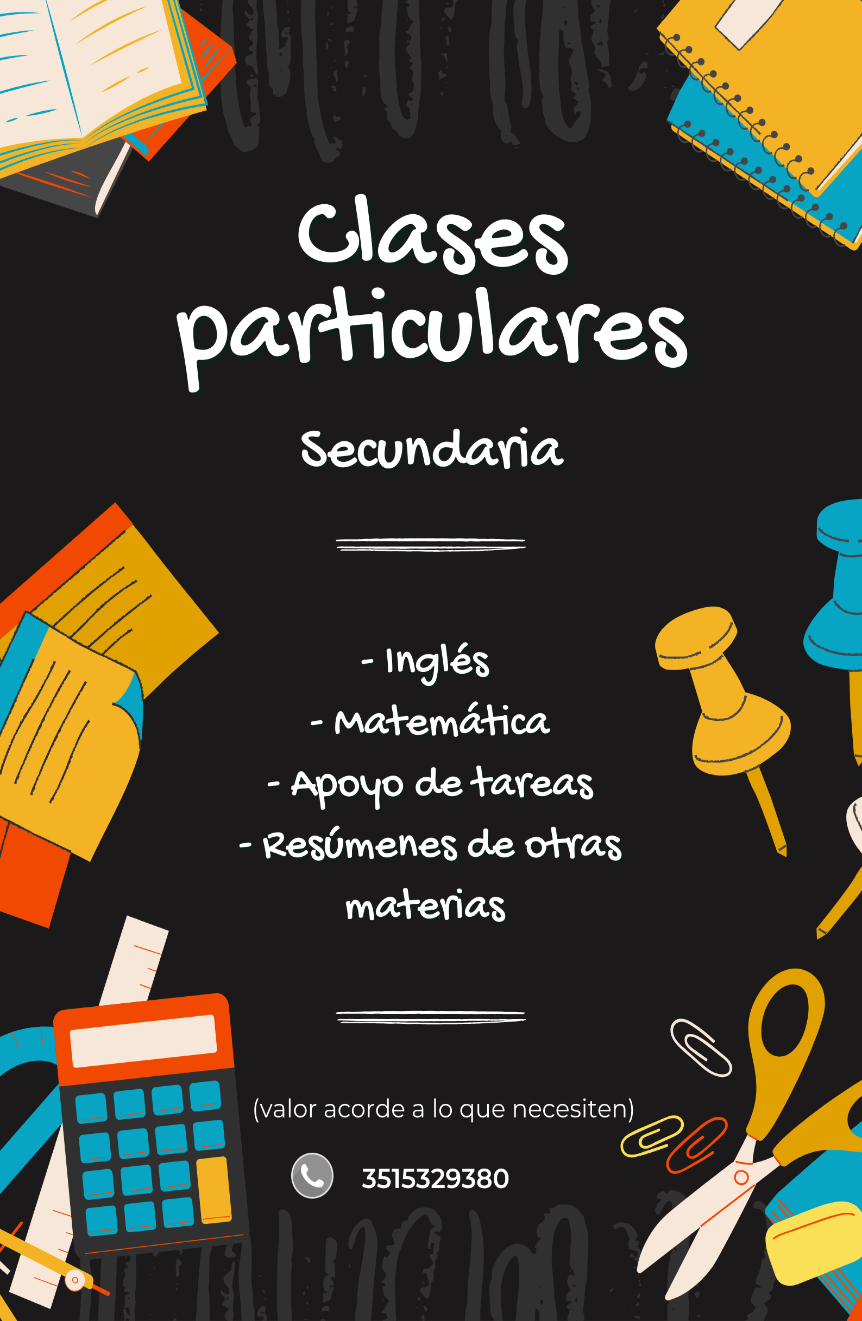 Clases
particulares
Secundaria
- Inglés
- Matemática
- Apoyo de tareas
- Resúmenes de otras
materias
(valor acorde a lo que necesiten)
3515329380